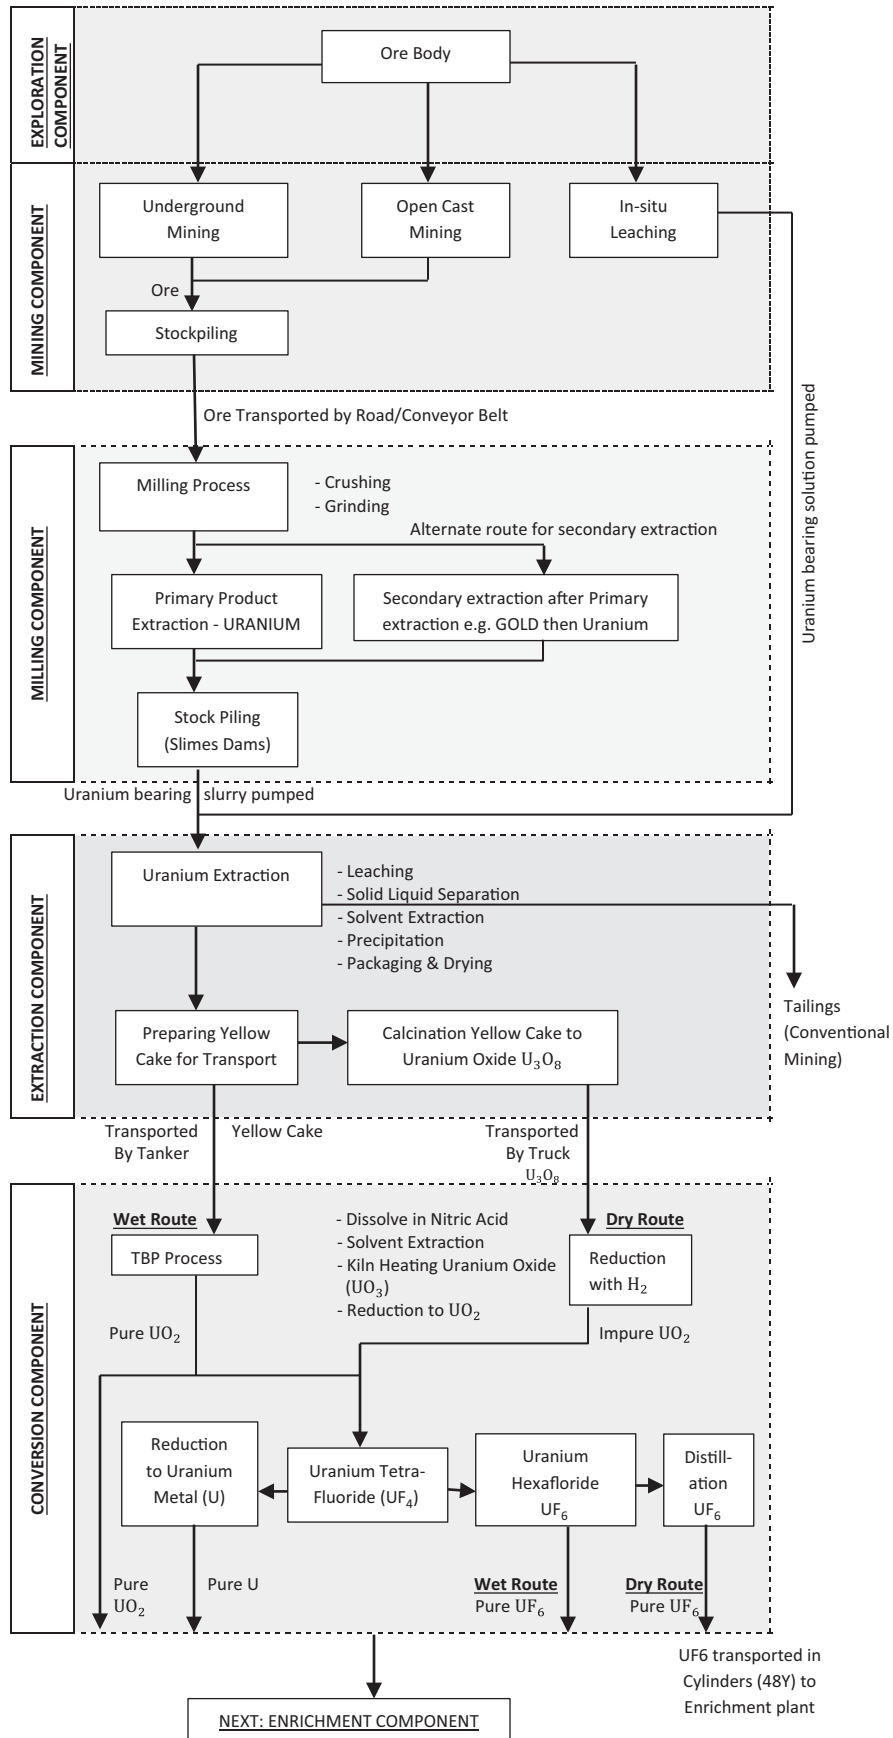 EXPLORATION
COMPONENT
Ore Body
MINING COMPONENT
Underground
Mining
Open Cast
Mining
In-situ
Leaching
Ore
Stockpiling
Ore Transported by Road/Conveyor Belt
Uranium bearing solution pumped
MILLING COMPONENT
Milling Process
- Crushing
- Grinding
Alternate route for secondary extraction
Primary Product
Extraction - URANIUM
Secondary extraction after Primary
extraction e.g. GOLD then Uranium
Stock Piling
(Slimes Dams)
Uranium bearing slurry pumped
EXTRACTION COMPONENT
Uranium Extraction
- Leaching
- Solid Liquid Separation
- Solvent Extraction
- Precipitation
- Packaging & Drying
Tailings
(Conventional
Mining)
Preparing Yellow
Cake for Transport
Calcination Yellow Cake to
Uranium Oxide U₃O₈
Transported
By Tanker
Yellow Cake
Transported
By Truck
U₃O₈
CONVERSION COMPONENT
Wet Route
TBP Process
- Dissolve in Nitric Acid
- Solvent Extraction
- Kiln Heating Uranium Oxide
(UO₃)
- Reduction to UO₂
Dry Route
Reduction
with H₂
Pure UO₂
Impure UO₂
Reduction
to Uranium
Metal (U)
Uranium Tetra-
Fluoride (UF₄)
Uranium
Hexafloride
UF₆
Distill-
ation
UF₆
Pure
UO₂
Pure U
Wet Route
Pure UF₆
Dry Route
Pure UF₆
UF6 transported in
Cylinders (48Y) to
Enrichment plant
NEXT: ENRICHMENT COMPONENT